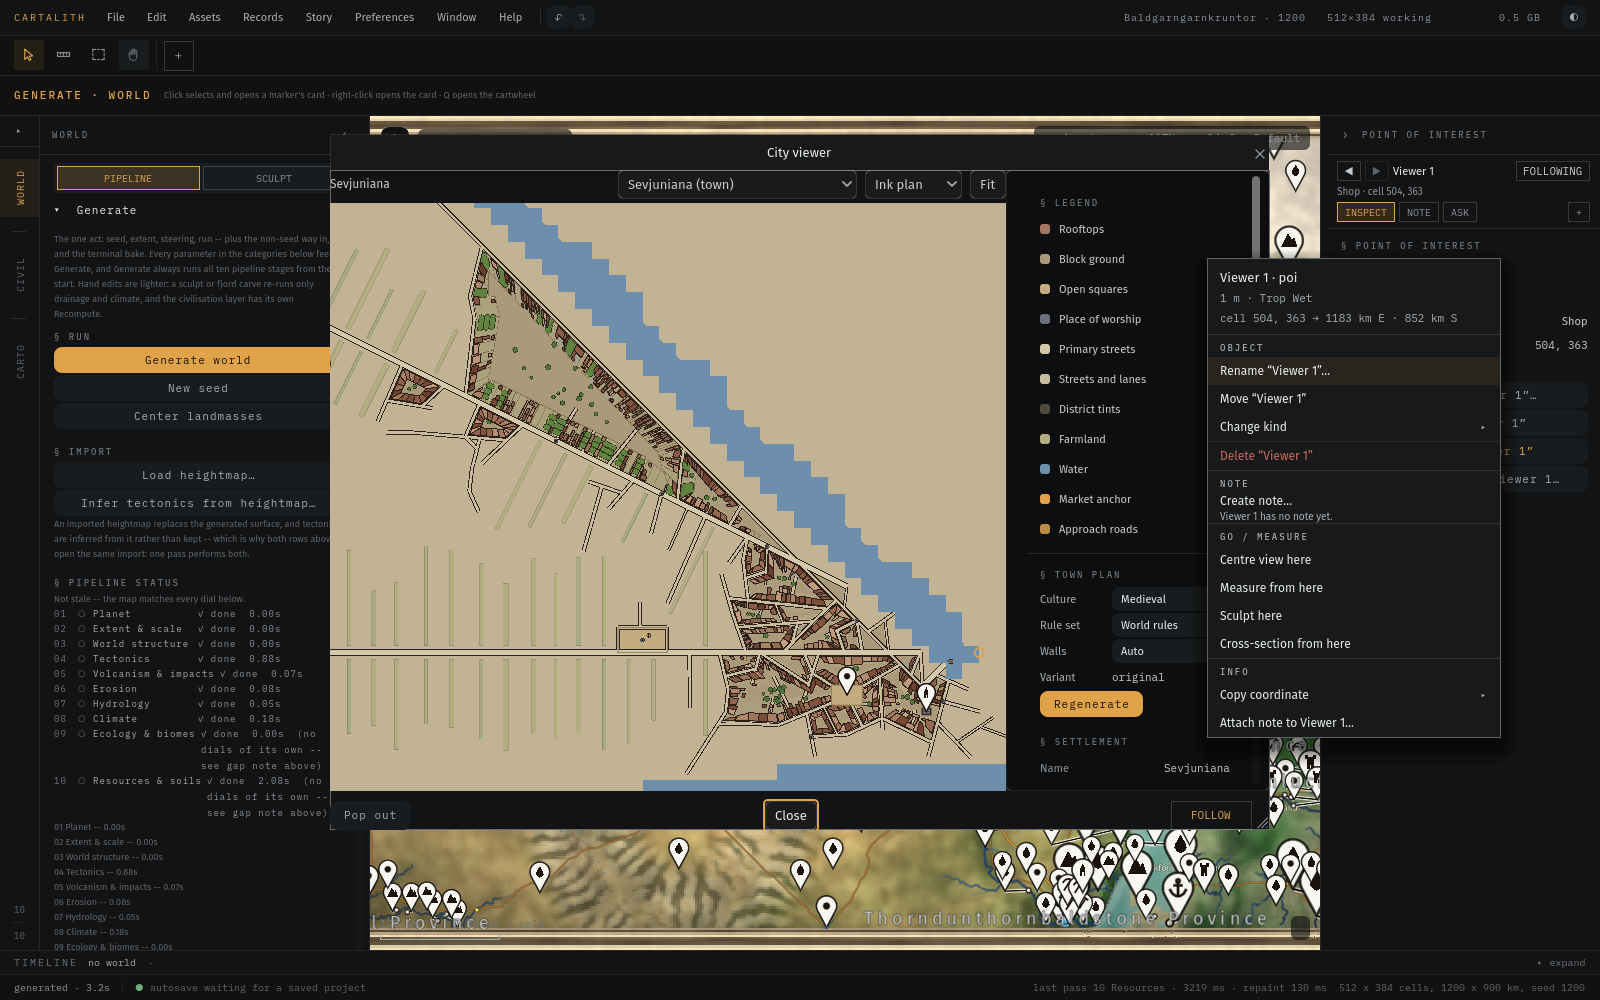 CARTALITH File Edit Assets Records Story Preferences Window Help
Baldgarngarnkruntor · 1200 512×384 working 0.5 GB
+
GENERATE · WORLD Click selects and opens a marker's card · right-click opens the card · Q opens the cartwheel
WORLD
CIVIL
CARTO
10
10
WORLD
PIPELINE SCULPT
Generate
The one act: seed, extent, steering, run -- plus the non-seed way in,
and the terminal bake. Every parameter in the categories below fee
Generate, and Generate always runs all ten pipeline stages from the
start. Hand edits are lighter: a sculpt or fjord carve re-runs only
drainage and climate, and the civilisation layer has its own
Recompute.
§ RUN
Generate world
New seed
Center landmasses
§ IMPORT
Load heightmap…
Infer tectonics from heightmap…
An imported heightmap replaces the generated surface, and tectoni
are inferred from it rather than kept -- which is why both rows abov
open the same import: one pass performs both.
§ PIPELINE STATUS
Not stale -- the map matches every dial below.
01 ○ Planet √ done 0.00s
02 ○ Extent & scale √ done 0.00s
03 ○ World structure √ done 0.00s
04 ○ Tectonics √ done 0.88s
05 ○ Volcanism & impacts √ done 0.07s
06 ○ Erosion √ done 0.08s
07 ○ Hydrology √ done 0.05s
08 ○ Climate √ done 0.18s
09 ○ Ecology & biomes √ done 0.00s (no
dials of its own --
see gap note above)
10 ○ Resources & soils √ done 2.08s (no
dials of its own --
see gap note above)
01 Planet -- 0.00s
02 Extent & scale -- 0.00s
03 World structure -- 0.00s
04 Tectonics -- 0.88s
05 Volcanism & impacts -- 0.07s
06 Erosion -- 0.08s
07 Hydrology -- 0.05s
08 Climate -- 0.18s
09 Ecology & biomes -- 0.00s
City viewer
Sevjuniana Sevjuniana (town) Ink plan Fit
§ LEGEND
Rooftops
Block ground
Open squares
Place of worship
Primary streets
Streets and lanes
District tints
Farmland
Water
Market anchor
Approach roads
§ TOWN PLAN
Culture Medieval
Rule set World rules
Walls Auto
Variant original
Regenerate
§ SETTLEMENT
Name Sevjuniana
Pop out Close FOLLOW
l Province
Thorndunthornbaldstone Province
POINT OF INTEREST
Viewer 1 FOLLOWING
Shop · cell 504, 363
INSPECT NOTE ASK +
§ POINT OF INTEREST
Shop
504, 363
r 1”…
1”
r 1”
iewer 1…
Viewer 1 · poi
1 m · Trop Wet
cell 504, 363 → 1183 km E · 852 km S
OBJECT
Rename “Viewer 1”…
Move “Viewer 1”
Change kind
Delete “Viewer 1”
NOTE
Create note…
Viewer 1 has no note yet.
GO / MEASURE
Centre view here
Measure from here
Sculpt here
Cross-section from here
INFO
Copy coordinate
Attach note to Viewer 1…
TIMELINE no world · expand
generated · 3.2s autosave waiting for a saved project
last pass 10 Resources · 3219 ms · repaint 130 ms 512 x 384 cells, 1200 x 900 km, seed 1200